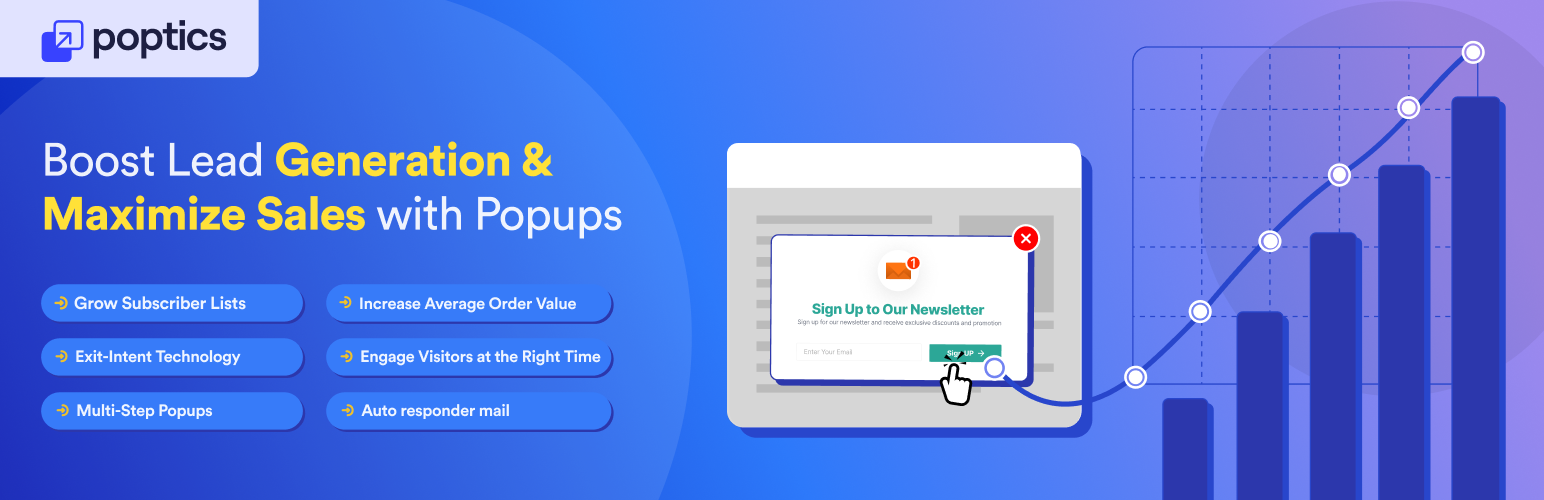 poptics
Boost Lead Generation &
Maximize Sales with Popups
Grow Subscriber Lists
Increase Average Order Value
Exit-Intent Technology
Engage Visitors at the Right Time
Multi-Step Popups
Auto responder mail
1
Sign Up to Our Newsletter
Sign up for our newsletter and receive exclusive discounts and promotion
Enter Your Email
Sign UP